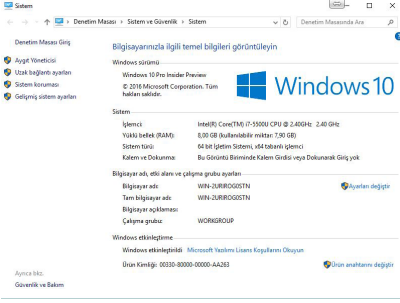 Sistem
Denetim Masası > Sistem ve Güvenlik > Sistem
Denetim Masasında Ara
Denetim Masası Giriş
Aygıt Yöneticisi
Uzak bağlantı ayarları
Sistem koruması
Gelişmiş sistem ayarları
Bilgisayarınızla ilgili temel bilgileri görüntüleyin
Windows sürümü
Windows 10 Pro Insider Preview
© 2016 Microsoft Corporation. Tüm
hakları saklıdır.
Windows 10
Sistem
İşlemci: Intel(R) Core(TM) i7-5500U CPU @ 2.40GHz 2.40 GHz
Yüklü bellek (RAM): 8,00 GB (kullanılabilir miktar: 7,90 GB)
Sistem türü: 64 bit İşletim Sistemi, x64 tabanlı işlemci
Kalem ve Dokunma: Bu Görüntü Biriminde Kalem Girdisi veya Dokunarak Giriş yok
Bilgisayar adı, etki alanı ve çalışma grubu ayarları
Bilgisayar adı: WIN-2URIROG0STN
Ayarları değiştir
Tam bilgisayar adı: WIN-2URIROG0STN
Bilgisayar açıklaması:
Çalışma grubu: WORKGROUP
Windows etkinleştirme
Windows etkinleştirildi Microsoft Yazılımı Lisans Koşullarını Okuyun
Ürün Kimliği: 00330-80000-00000-AA263
Ürün anahtarını değiştir
Ayrıca bkz.
Güvenlik ve Bakım